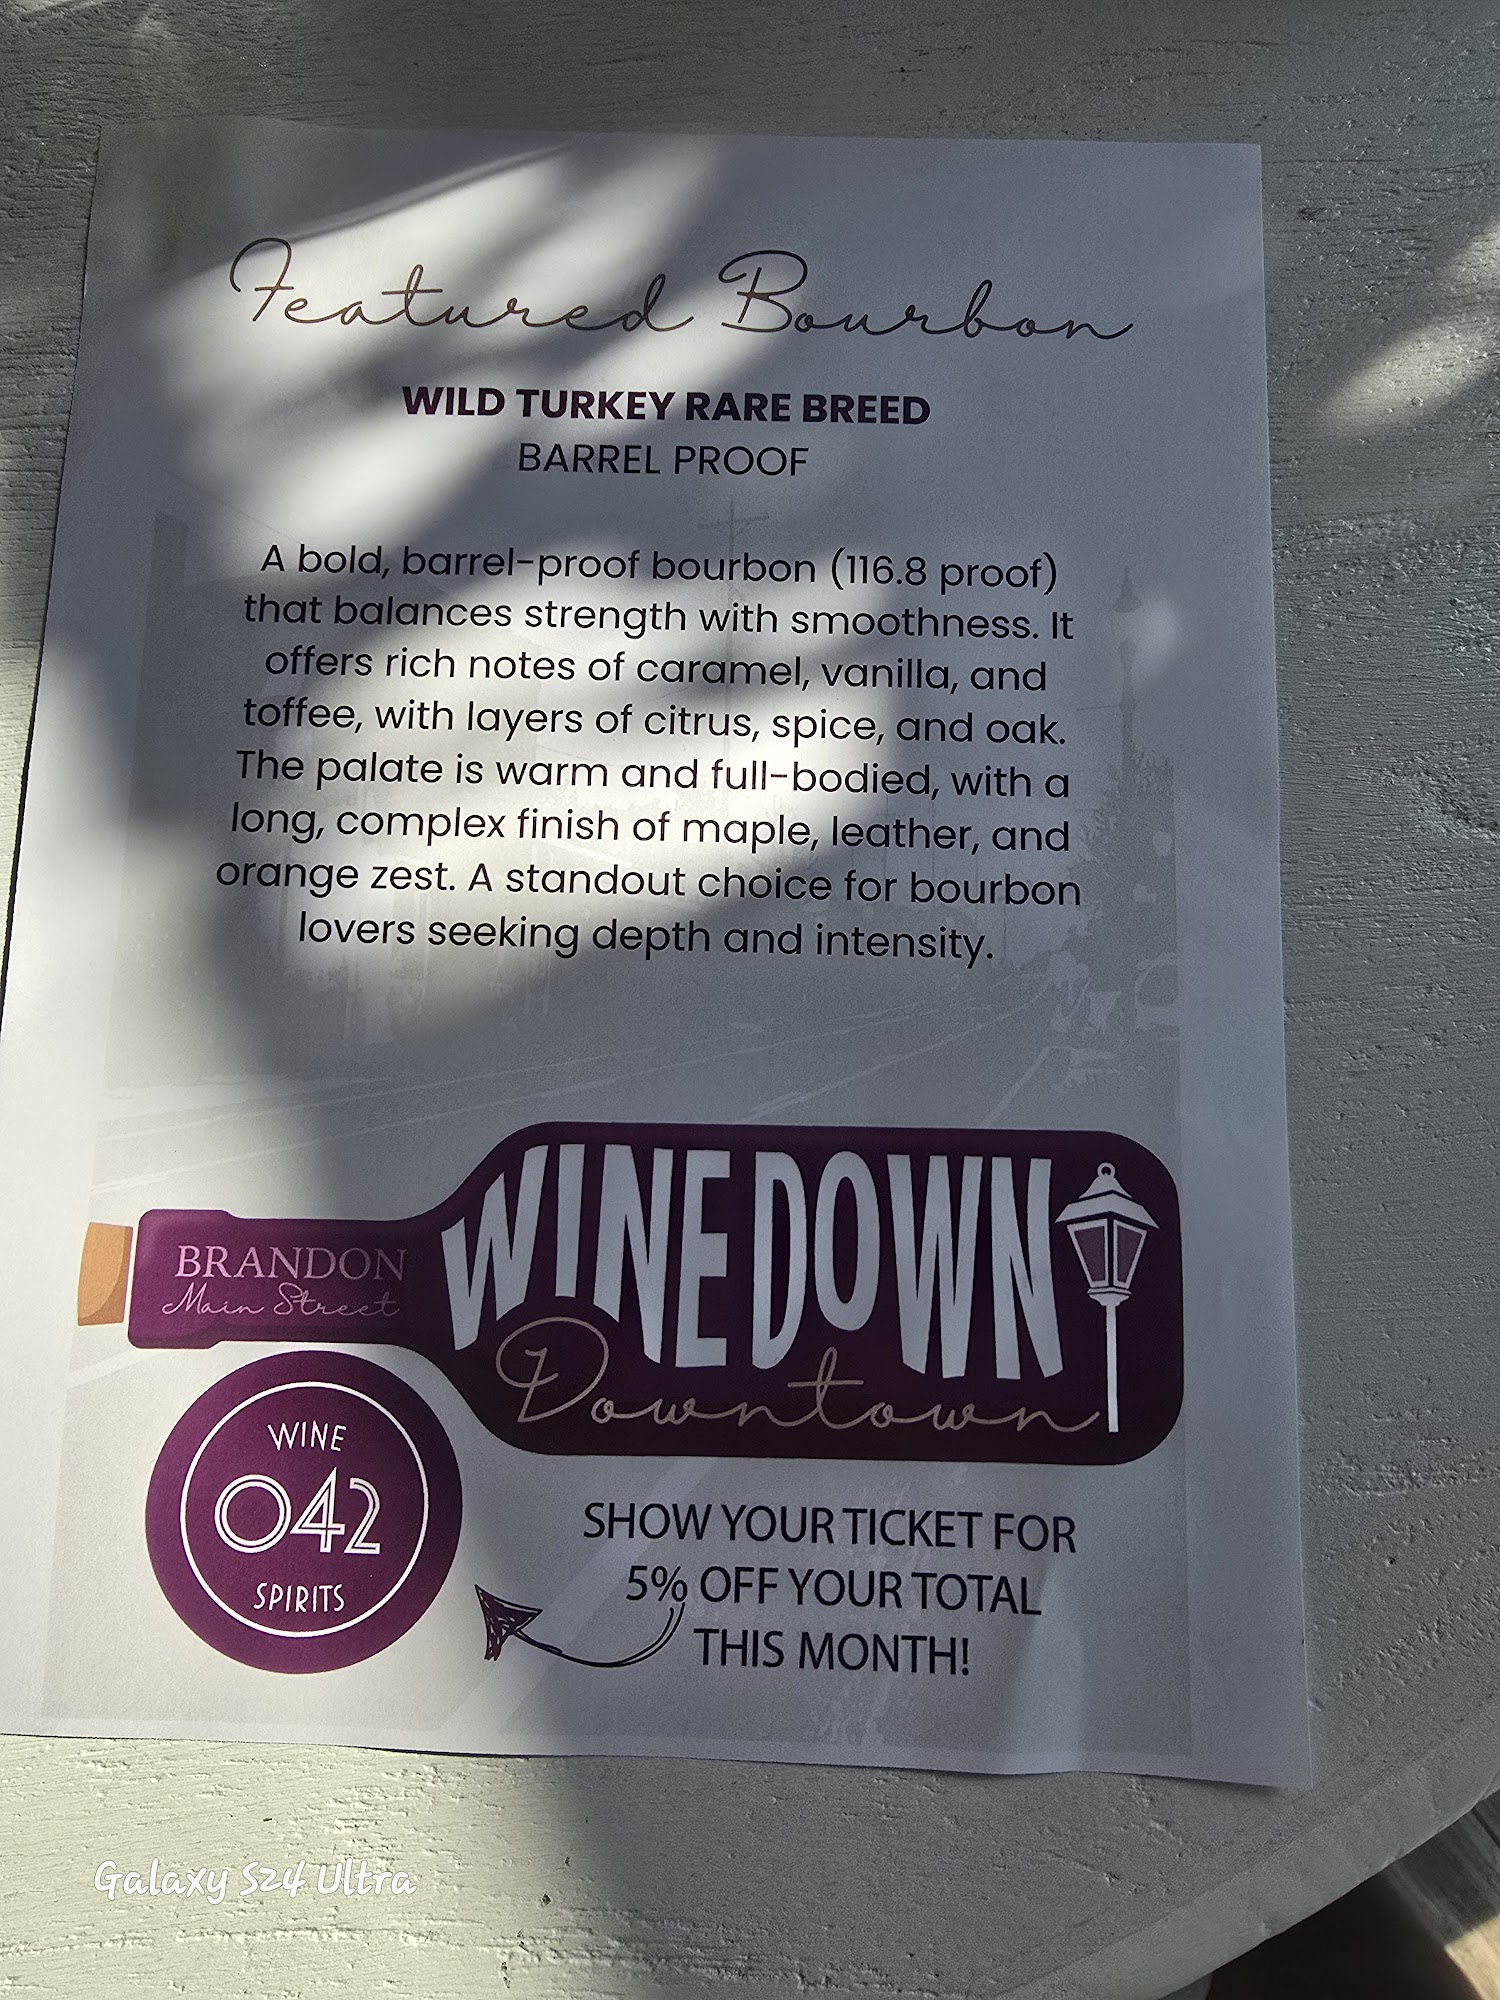 Featured Bourbon
WILD TURKEY RARE BREED
BARREL PROOF
A bold, barrel-proof bourbon (116.8 proof)
that balances strength with smoothness. It
offers rich notes of caramel, vanilla, and
toffee, with layers of citrus, spice, and oak.
The palate is warm and full-bodied, with a
long, complex finish of maple, leather, and
orange zest. A standout choice for bourbon
lovers seeking depth and intensity.
BRANDON
Main Street
WINE DOWN
Downtown
WINE
042
SPIRITS
SHOW YOUR TICKET FOR
5% OFF YOUR TOTAL
THIS MONTH!
Galaxy S24 Ultra